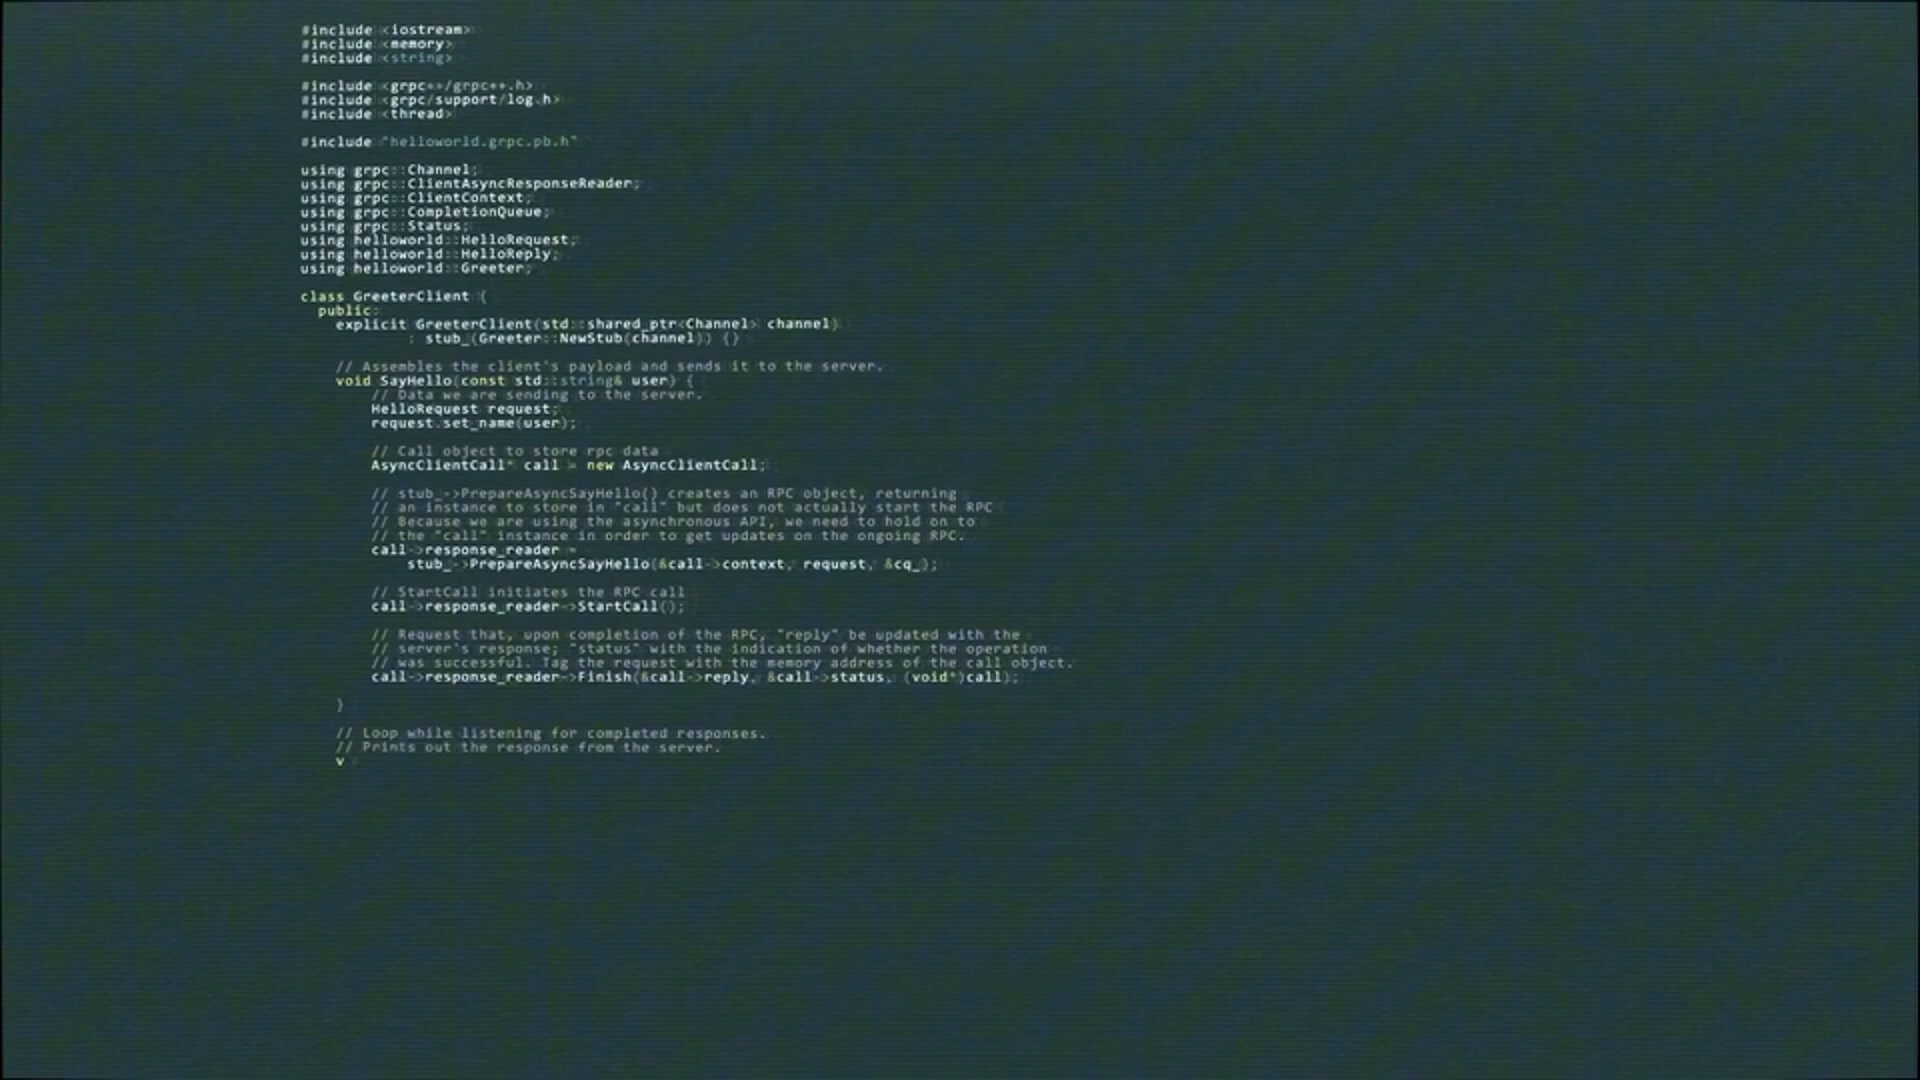 #include <iostream>
#include <memory>
#include <string>
#include <grpc++/grpc++.h>
#include <grpc/support/log.h>
#include <thread>
#include "helloworld.grpc.pb.h"
using grpc::Channel;
using grpc::ClientAsyncResponseReader;
using grpc::ClientContext;
using grpc::CompletionQueue;
using grpc::Status;
using helloworld::HelloRequest;
using helloworld::HelloReply;
using helloworld::Greeter;
class GreeterClient {
public:
explicit GreeterClient(std::shared_ptr<Channel> channel)
: stub_(Greeter::NewStub(channel)) {}
// Assembles the client's payload and sends it to the server.
void SayHello(const std::string& user) {
// Data we are sending to the server.
HelloRequest request;
request.set_name(user);
// Call object to store rpc data
AsyncClientCall* call = new AsyncClientCall;
// stub_->PrepareAsyncSayHello() creates an RPC object, returning
// an instance to store in "call" but does not actually start the RPC
// Because we are using the asynchronous API, we need to hold on to
// the "call" instance in order to get updates on the ongoing RPC.
call->response_reader =
stub_->PrepareAsyncSayHello(&call->context, request, &cq_);
// StartCall initiates the RPC call
call->response_reader->StartCall();
// Request that, upon completion of the RPC, "reply" be updated with the
// server's response; "status" with the indication of whether the operation
// was successful. Tag the request with the memory address of the call object.
call->response_reader->Finish(&call->reply, &call->status, (void*)call);
}
// Loop while listening for completed responses.
// Prints out the response from the server.
v